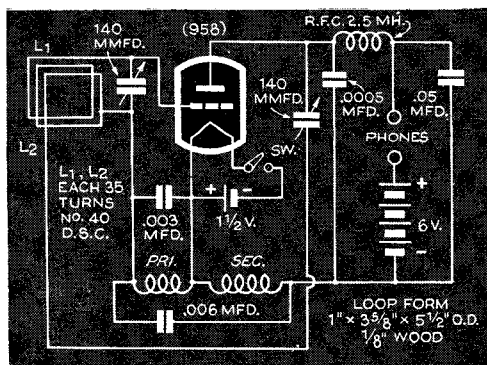 L1
L2
140
MMFD.
(958)
R.F.C. 2.5 MH.
140
MMFD.
.0005
MFD.
.05
MFD.
PHONES
SW.
+ -
1½ V.
+
6V.
-
L1, L2
EACH 35
TURNS
No. 40
D.S.C.
.003
MFD.
PRI.
SEC.
.006 MFD.
LOOP FORM
1" × 3⅝" × 5½" O.D.
⅛" WOOD